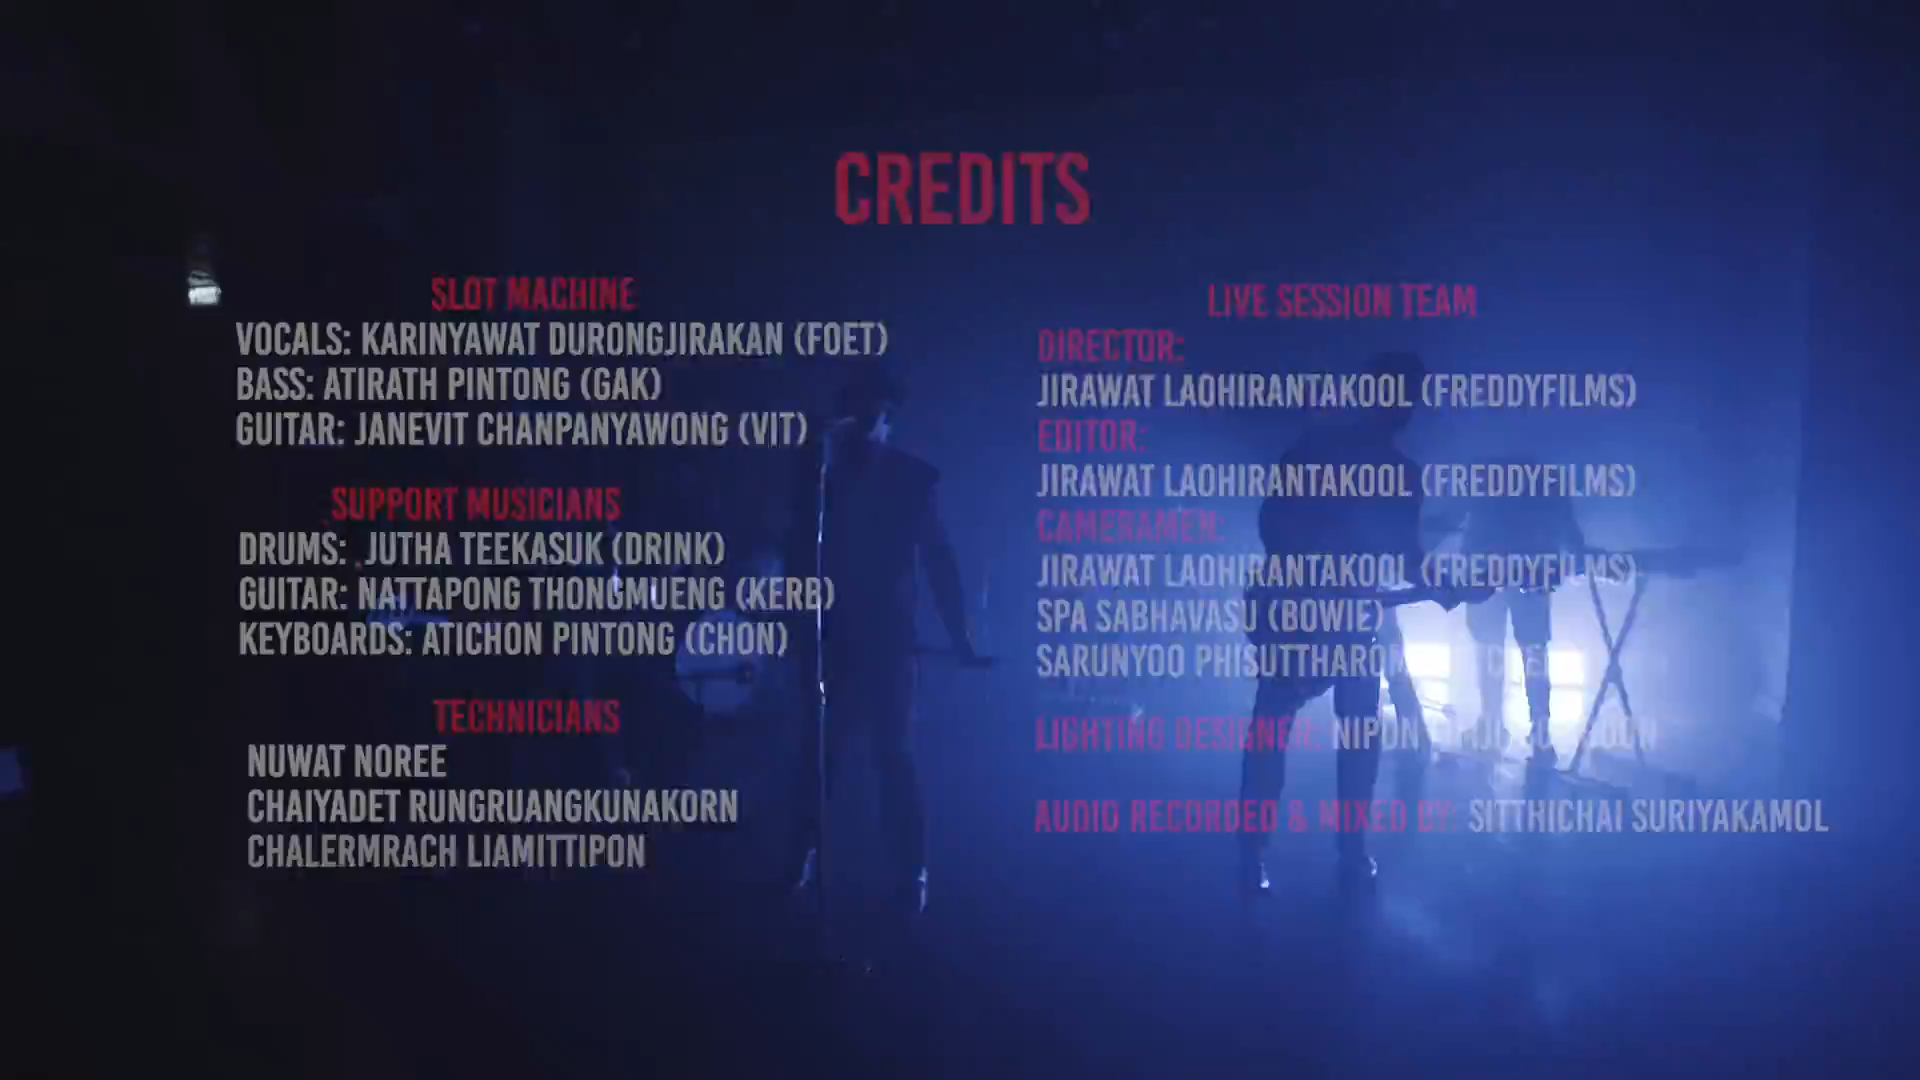 CREDITS
SLOT MACHINE
VOCALS: KARINYAWAT DURONGJIRAKAN (FOET)
BASS: ATIRATH PINTONG (GAK)
GUITAR: JANEVIT CHANPANYAWONG (VIT)
SUPPORT MUSICIANS
DRUMS: JUTHA TEEKASUK (DRINK)
GUITAR: NATTAPONG THONGMUENG (KERB)
KEYBOARDS: ATICHON PINTONG (CHON)
TECHNICIANS
NUWAT NOREE
CHAIYADET RUNGRUANGKUNAKORN
CHALERMRACH LIAMITTIPON
LIVE SESSION TEAM
DIRECTOR:
JIRAWAT LAOHIRANTAKOOL (FREDDYFILMS)
EDITOR:
JIRAWAT LAOHIRANTAKOOL (FREDDYFILMS)
CAMERAMEN:
JIRAWAT LAOHIRANTAKOOL (FREDDYFILMS)
SPA SABHAVASU (BOWIE)
SARUNYOO
LIGHTING DESIGNER: NIPON
AUDIO RECORDED & MIXED BY: SITTHICHAI SURIYAKAMOL